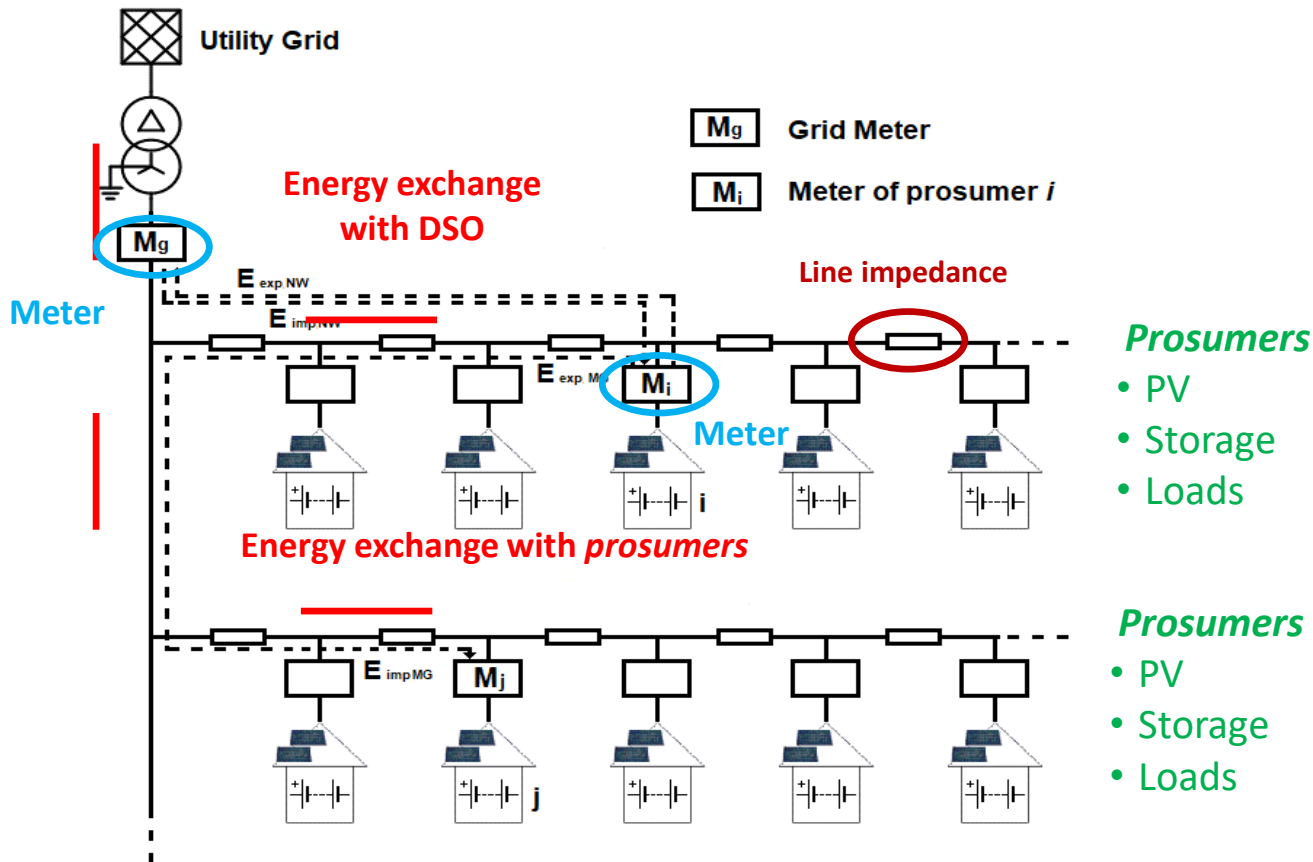 Utility Grid
Mg Grid Meter
Mi Meter of prosumer i
Energy exchange
with DSO
Mg
Line impedance
E exp,NW
Meter
E imp,NW
Prosumers
• PV
• Storage
• Loads
E exp, MG
Mi
Meter
+ + + + +
i
Energy exchange with prosumers
Prosumers
• PV
• Storage
• Loads
E impMG
Mj
+ + + + +
j